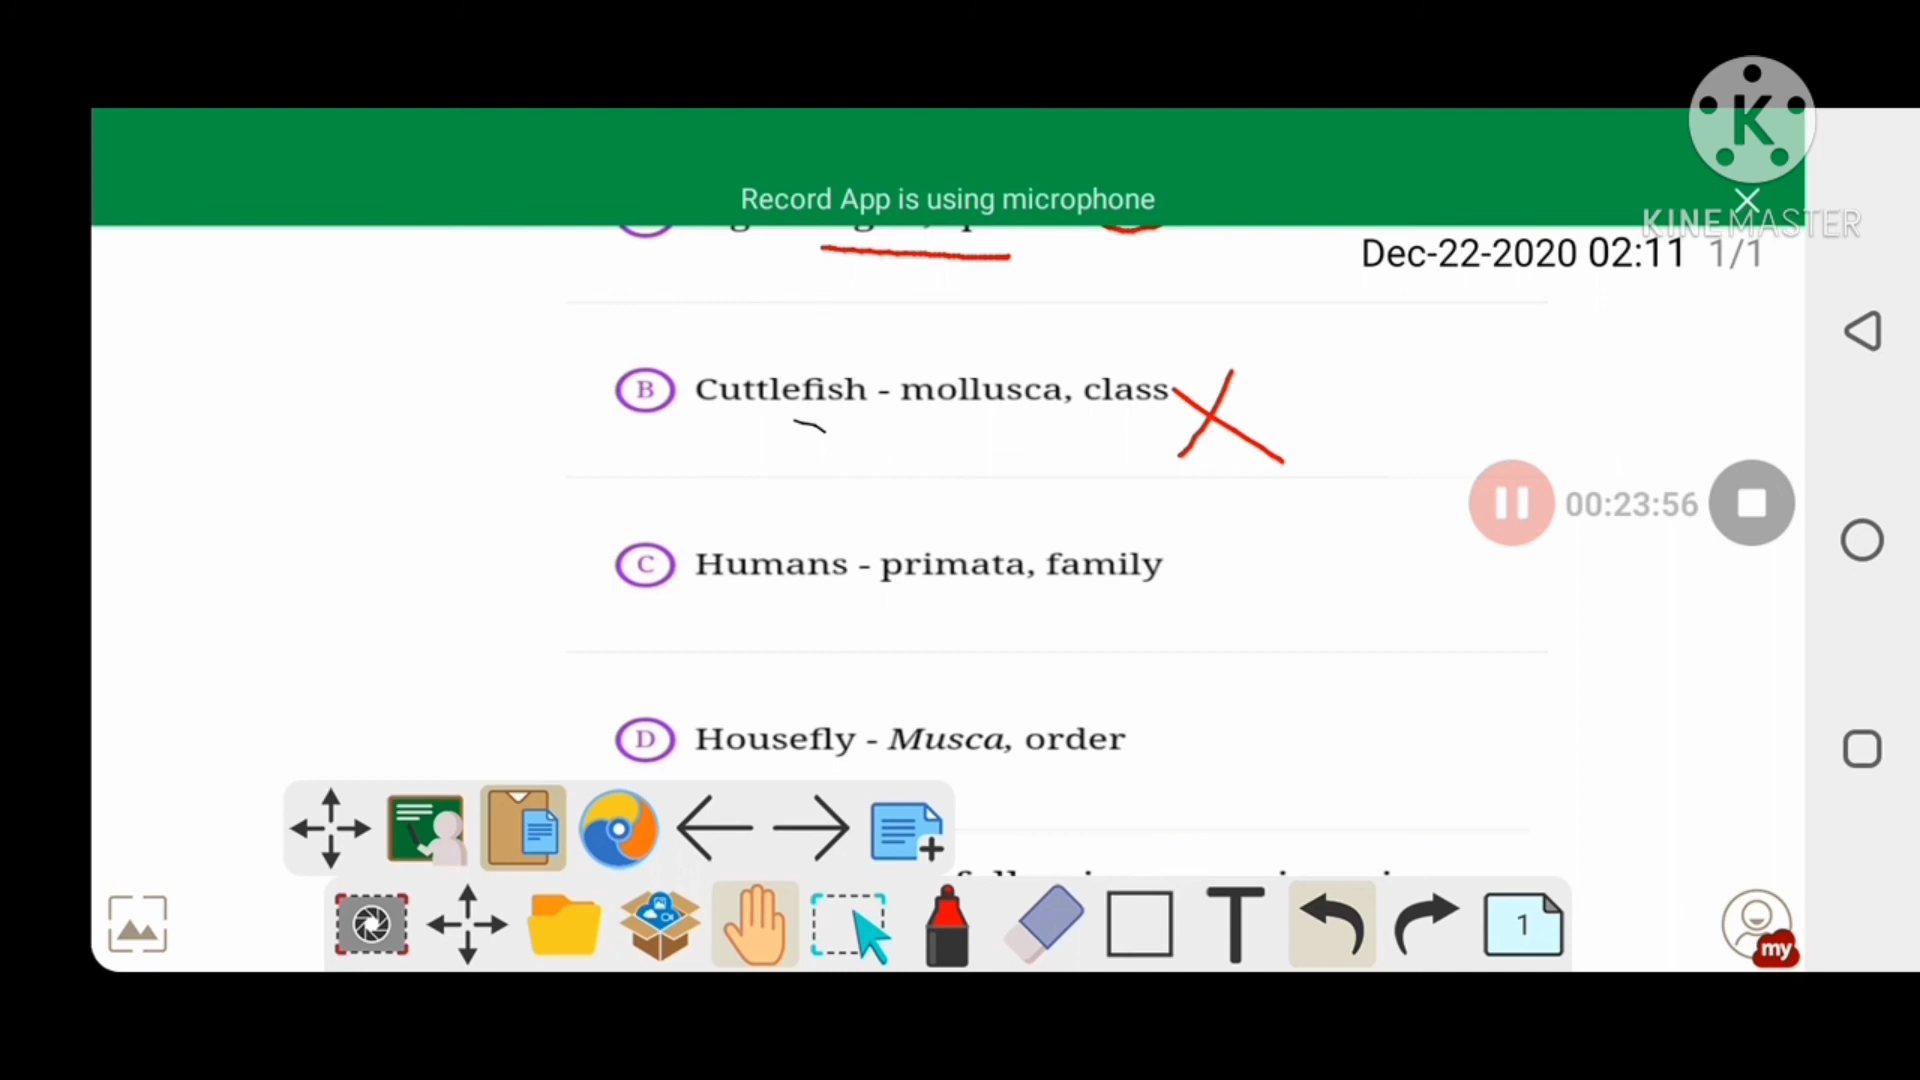 Record App is using microphone
KINEMASTER
Dec-22-2020 02:11 1/1
B Cuttlefish - mollusca, class
00:23:56
C Humans - primata, family
D Housefly - Musca, order
T
1
my